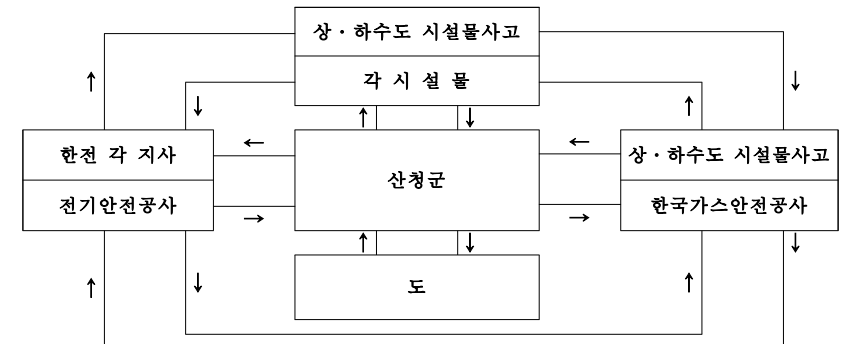 상·하수도 시설물사고
각 시 설 물
한전 각 지사
전기안전공사
산청군
상·하수도 시설물사고
한국가스안전공사
도